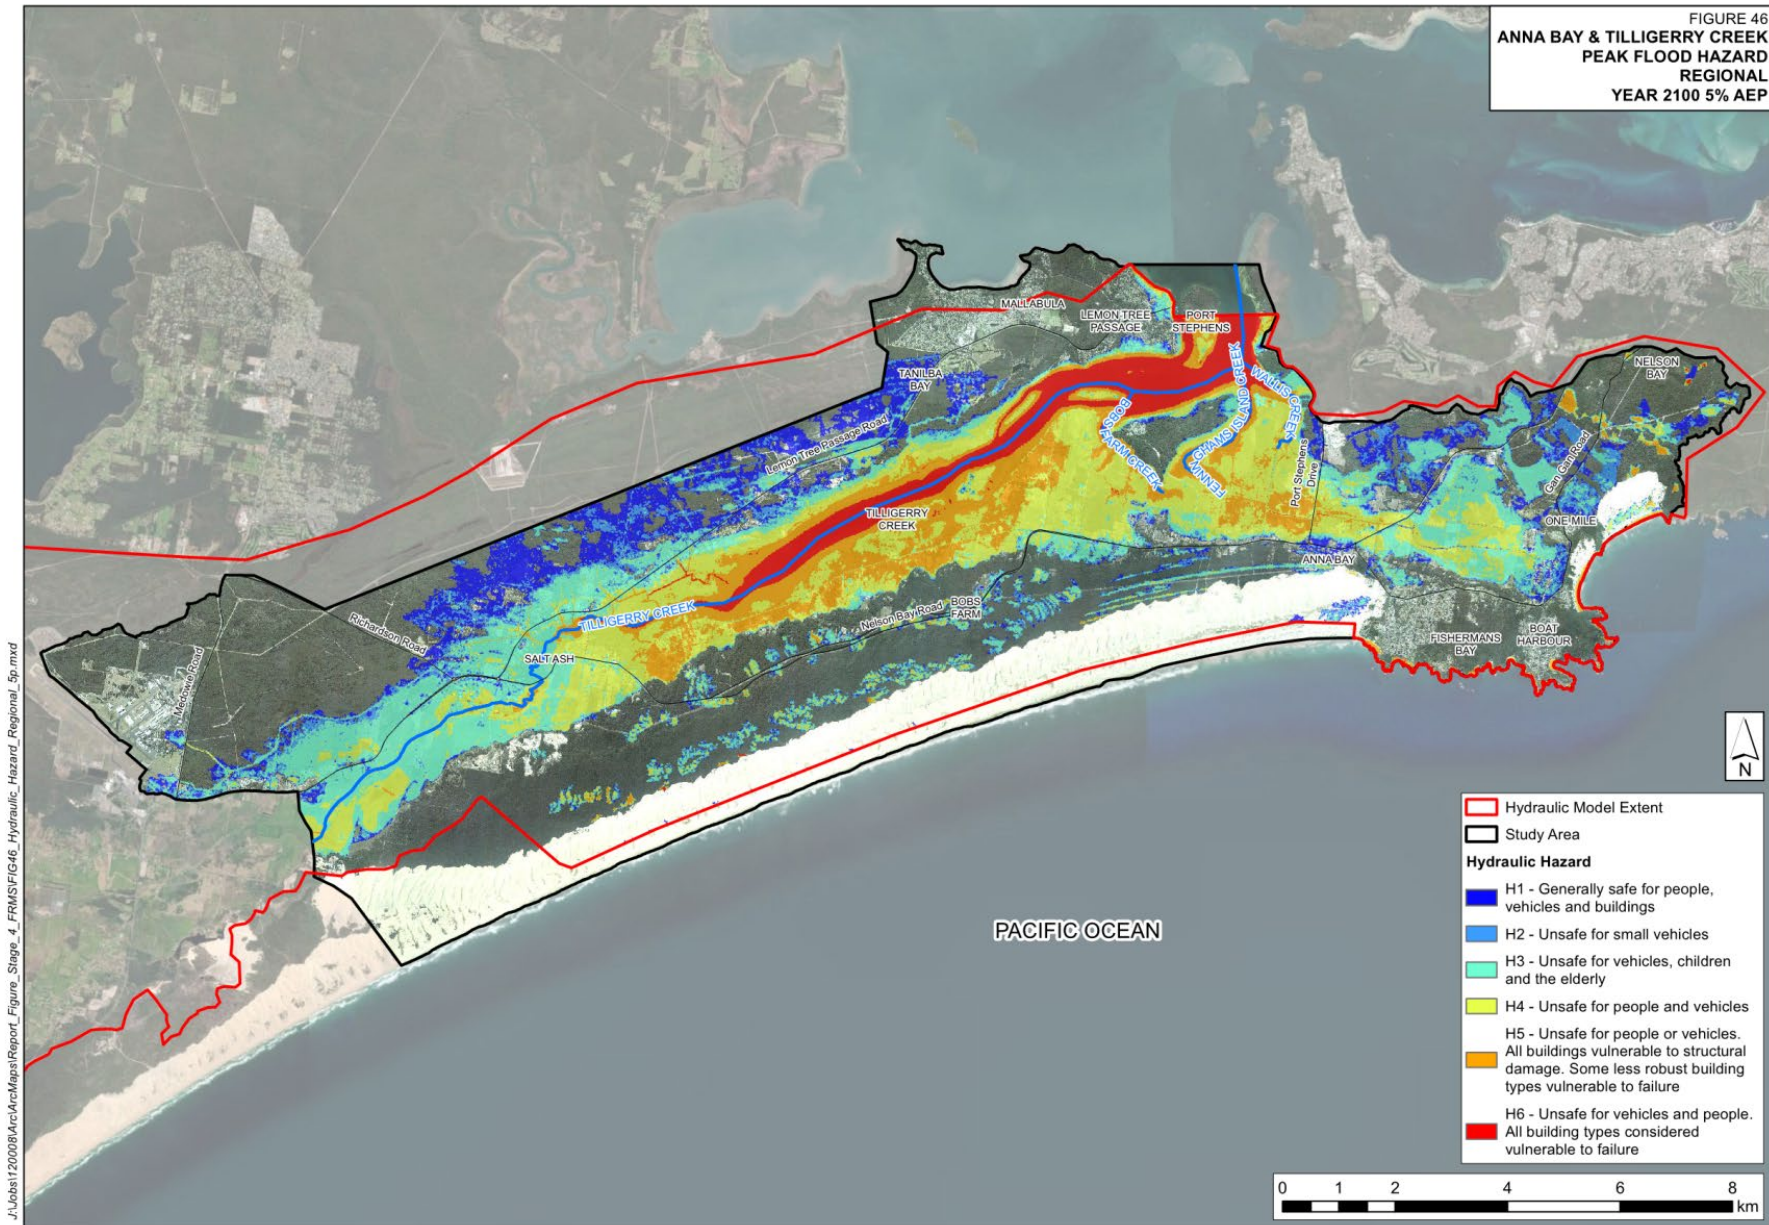 FIGURE 46
ANNA BAY & TILLIGERRY CREEK
PEAK FLOOD HAZARD
REGIONAL
YEAR 2100 5% AEP
MALLABULA
LEMON TREE
PASSAGE
PORT
STEPHENS
TANILBA
BAY
NELSON
BAY
WALLIS CREEK
FENNINGHAMS ISLAND CREEK
BOBS
FARM CREEK
Lemon Tree Passage Road
Gan Gan Road
Port Stephens
Drive
TILLIGERRY
CREEK
ONE MILE
ANNA BAY
TILLIGERRY CREEK
Nelson Bay Road
BOBS
FARM
Richardson Road
SALT ASH
FISHERMANS
BAY
BOAT
HARBOUR
Medowie Road
PACIFIC OCEAN
N
Hydraulic Model Extent
Study Area
Hydraulic Hazard
H1 - Generally safe for people,
vehicles and buildings
H2 - Unsafe for small vehicles
H3 - Unsafe for vehicles, children
and the elderly
H4 - Unsafe for people and vehicles
H5 - Unsafe for people or vehicles.
All buildings vulnerable to structural
damage. Some less robust building
types vulnerable to failure
H6 - Unsafe for vehicles and people.
All building types considered
vulnerable to failure
0 1 2 4 6 8
km
J:\Jobs\120008\Arc\ArcMaps\Report_Figure_Stage_4_FRMS\FIG46_Hydraulic_Hazard_Regional_5p.mxd